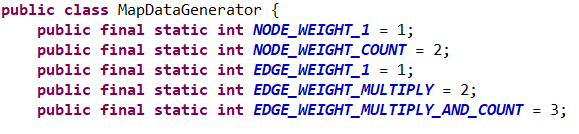 public class MapDataGenerator {
    public final static int NODE_WEIGHT_1 = 1;
    public final static int NODE_WEIGHT_COUNT = 2;
    public final static int EDGE_WEIGHT_1 = 1;
    public final static int EDGE_WEIGHT_MULTIPLY = 2;
    public final static int EDGE_WEIGHT_MULTIPLY_AND_COUNT = 3;